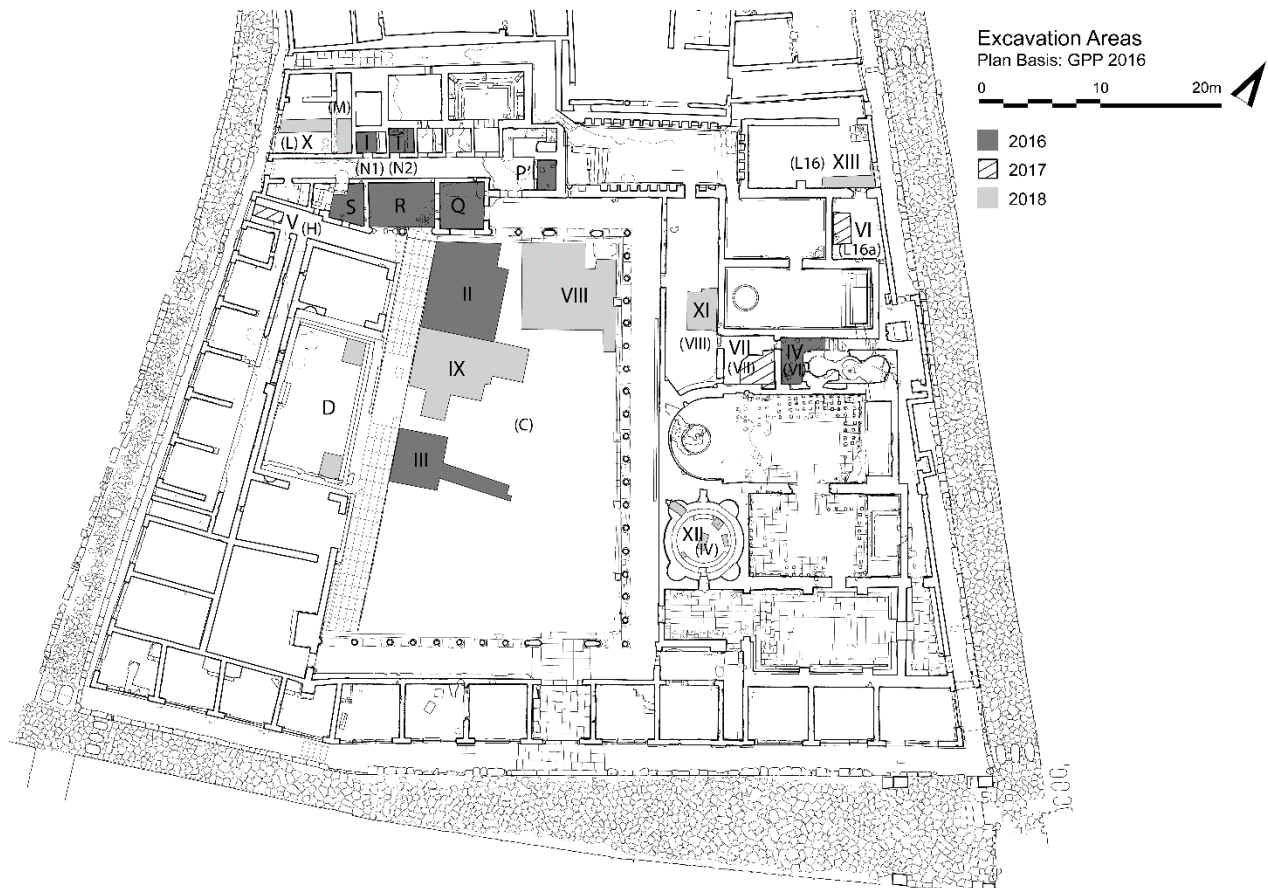 Excavation Areas
Plan Basis: GPP 2016
0 10 20m
2016
2017
2018
(M)
(L) X
I
T
(N1) (N2)
P'
(L16) XIII
S
R
Q
V (H)
VI
(L16a)
II
VIII
XI
(VIII)
VII
(VII)
IV
(VI)
IX
D
(C)
III
XII
(IV)